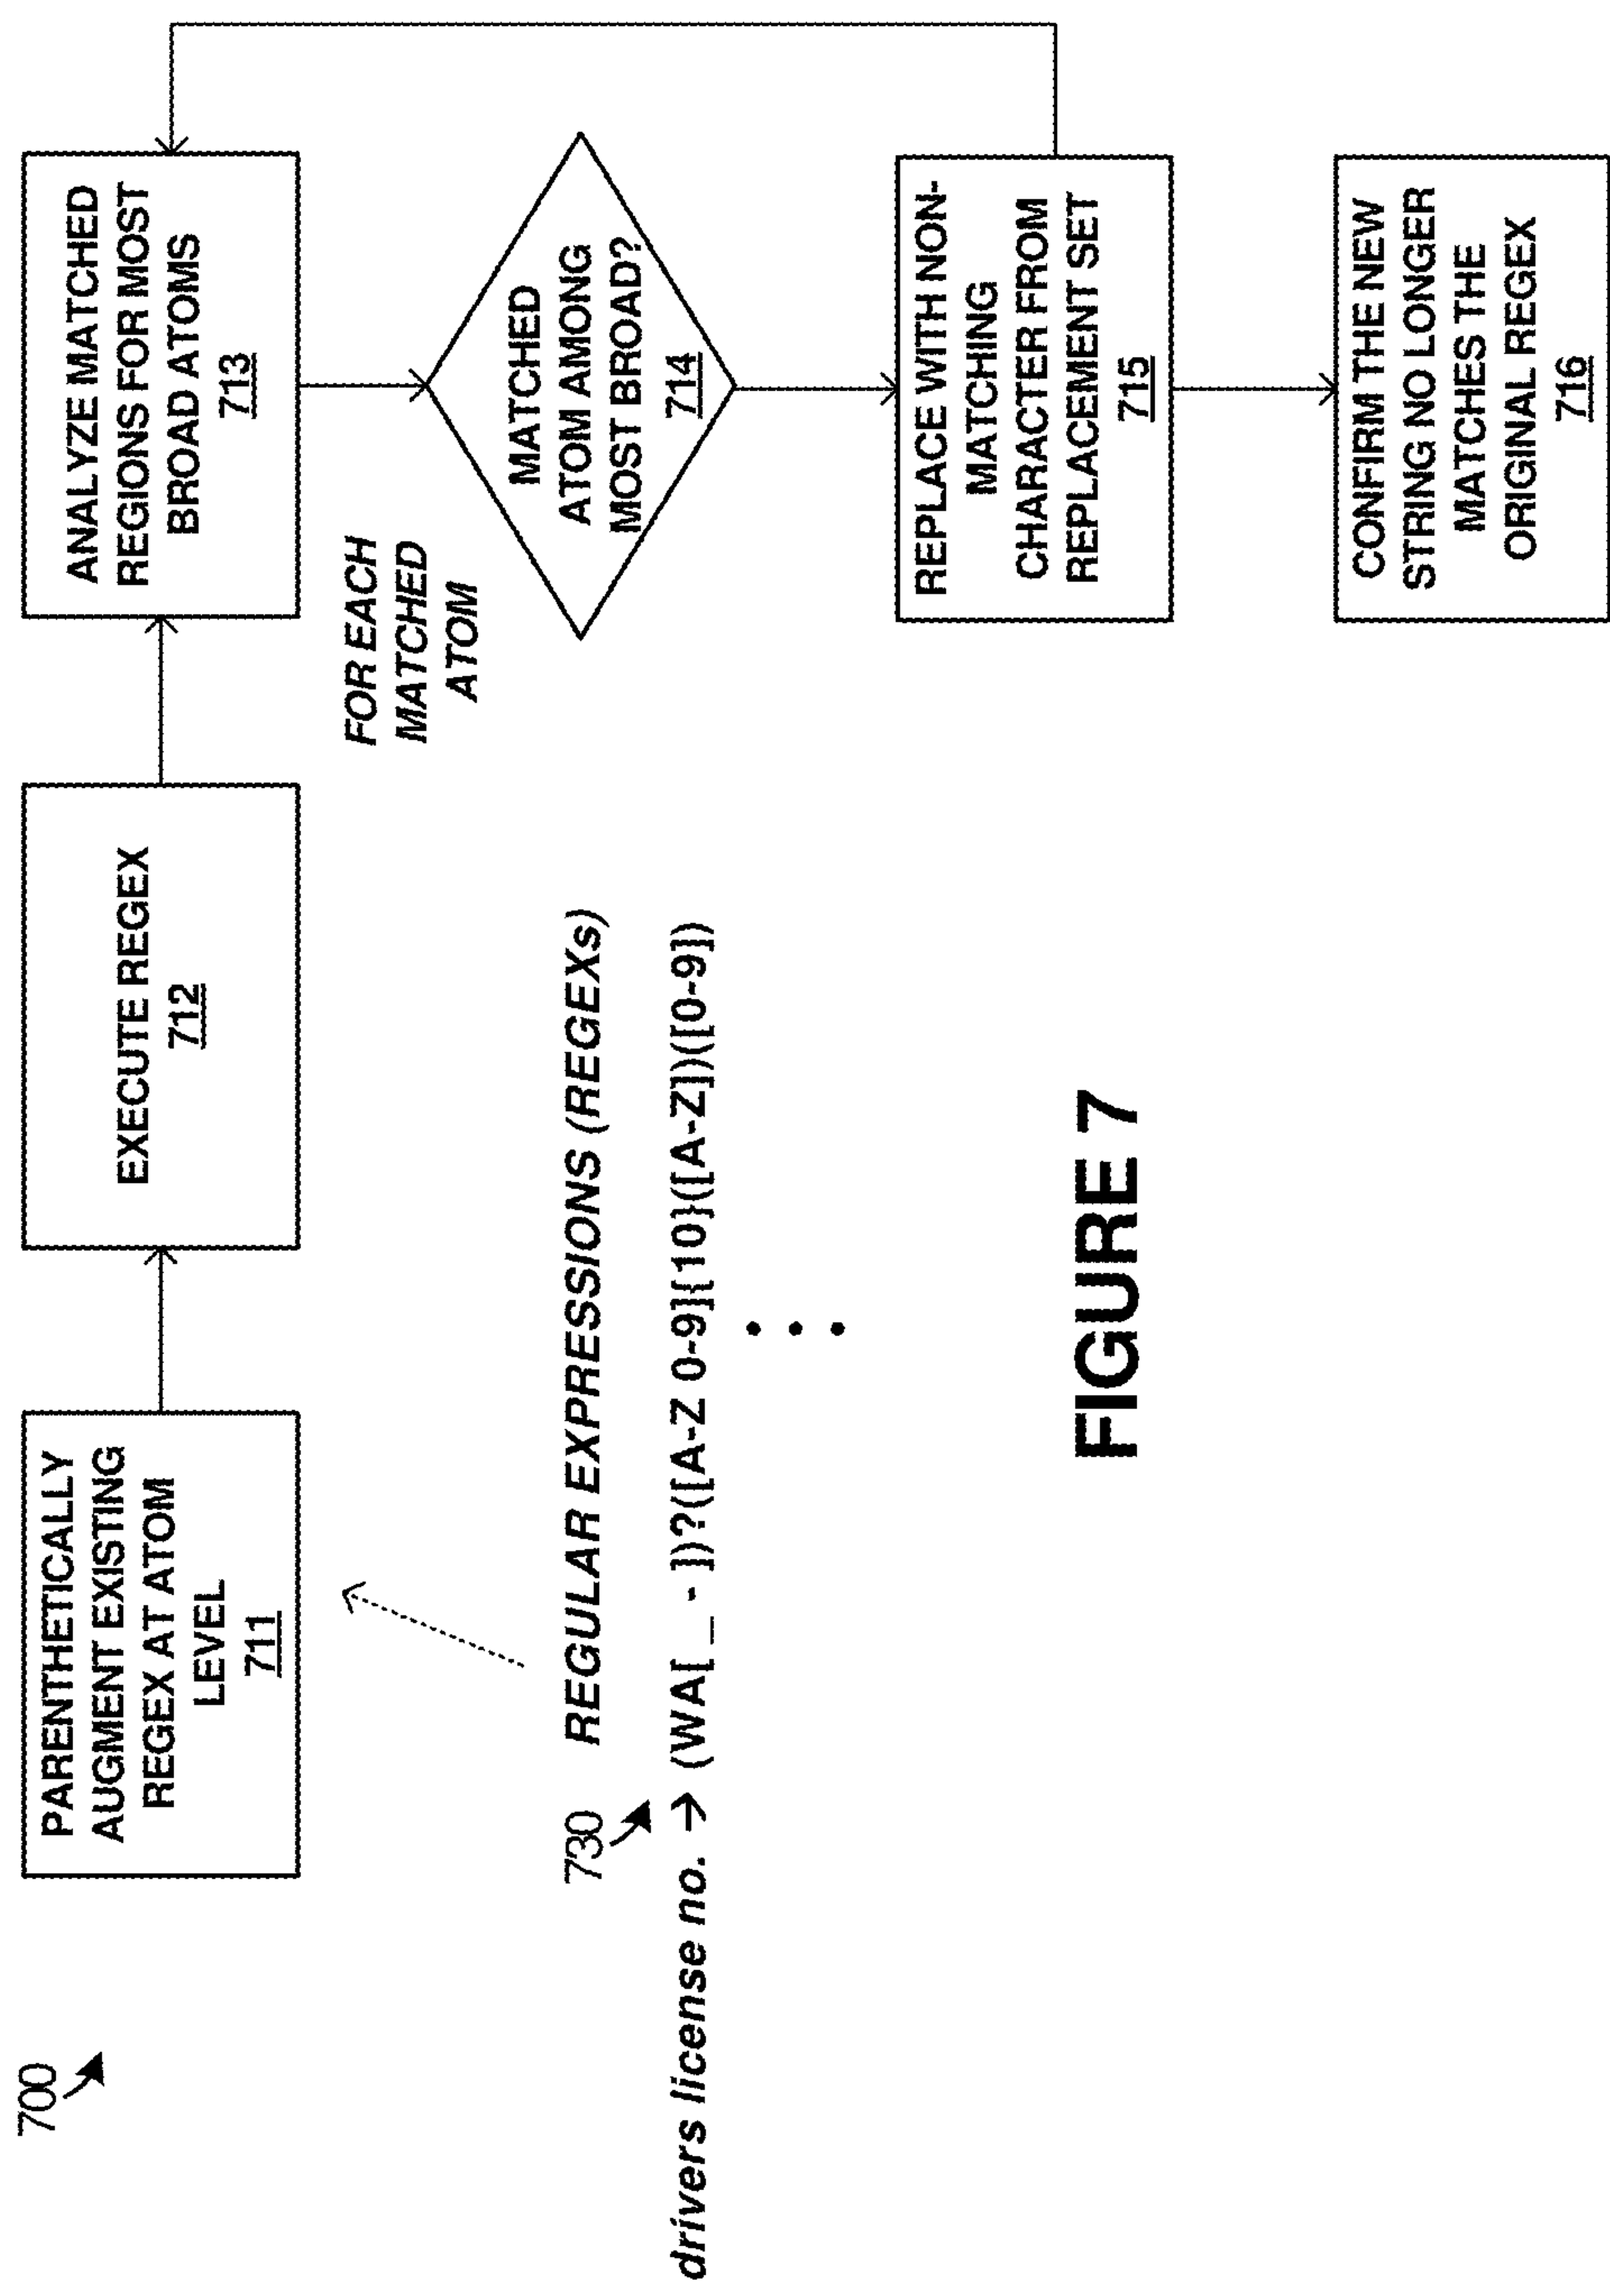 700
PARENTHETICALLY
AUGMENT EXISTING
REGEX AT ATOM
LEVEL
711
EXECUTE REGEX
712
ANALYZE MATCHED
REGIONS FOR MOST
BROAD ATOMS
713
FOR EACH
MATCHED
ATOM
MATCHED
ATOM AMONG
MOST BROAD?
714
REPLACE WITH NON-
MATCHING
CHARACTER FROM
REPLACEMENT SET
715
CONFIRM THE NEW
STRING NO LONGER
MATCHES THE
ORIGINAL REGEX
716
730
REGULAR EXPRESSIONS (REGEXs)
drivers license no. → (WA[ _ - ])?([A-Z 0-9]{10}([A-Z])([0-9])
FIGURE 7